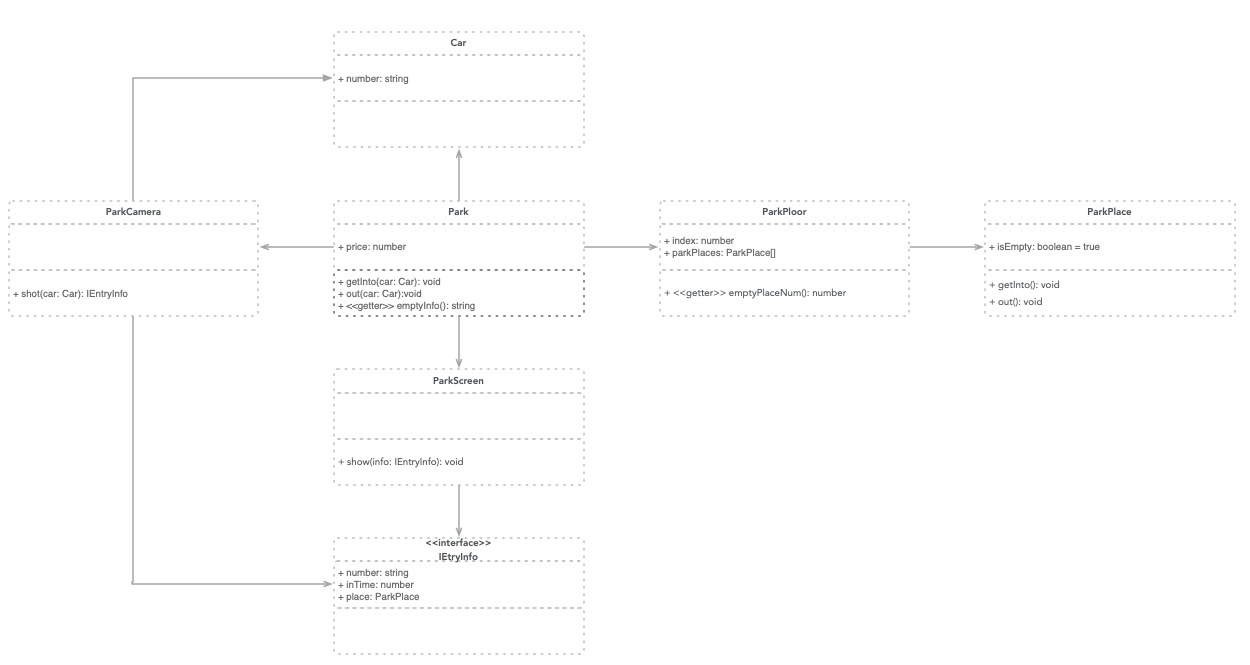 Car
+ number: string
ParkCamera
+ shot(car: Car): IEntryInfo
Park
+ price: number
+ getInto(car: Car): void
+ out(car: Car):void
+ <<getter>> emptyInfo(): string
ParkPloor
+ index: number
+ parkPlaces: ParkPlace[]
+ <<getter>> emptyPlaceNum(): number
ParkPlace
+ isEmpty: boolean = true
+ getInto(): void
+ out(): void
ParkScreen
+ show(info: IEntryInfo): void
<<interface>>
IEtryInfo
+ number: string
+ inTime: number
+ place: ParkPlace